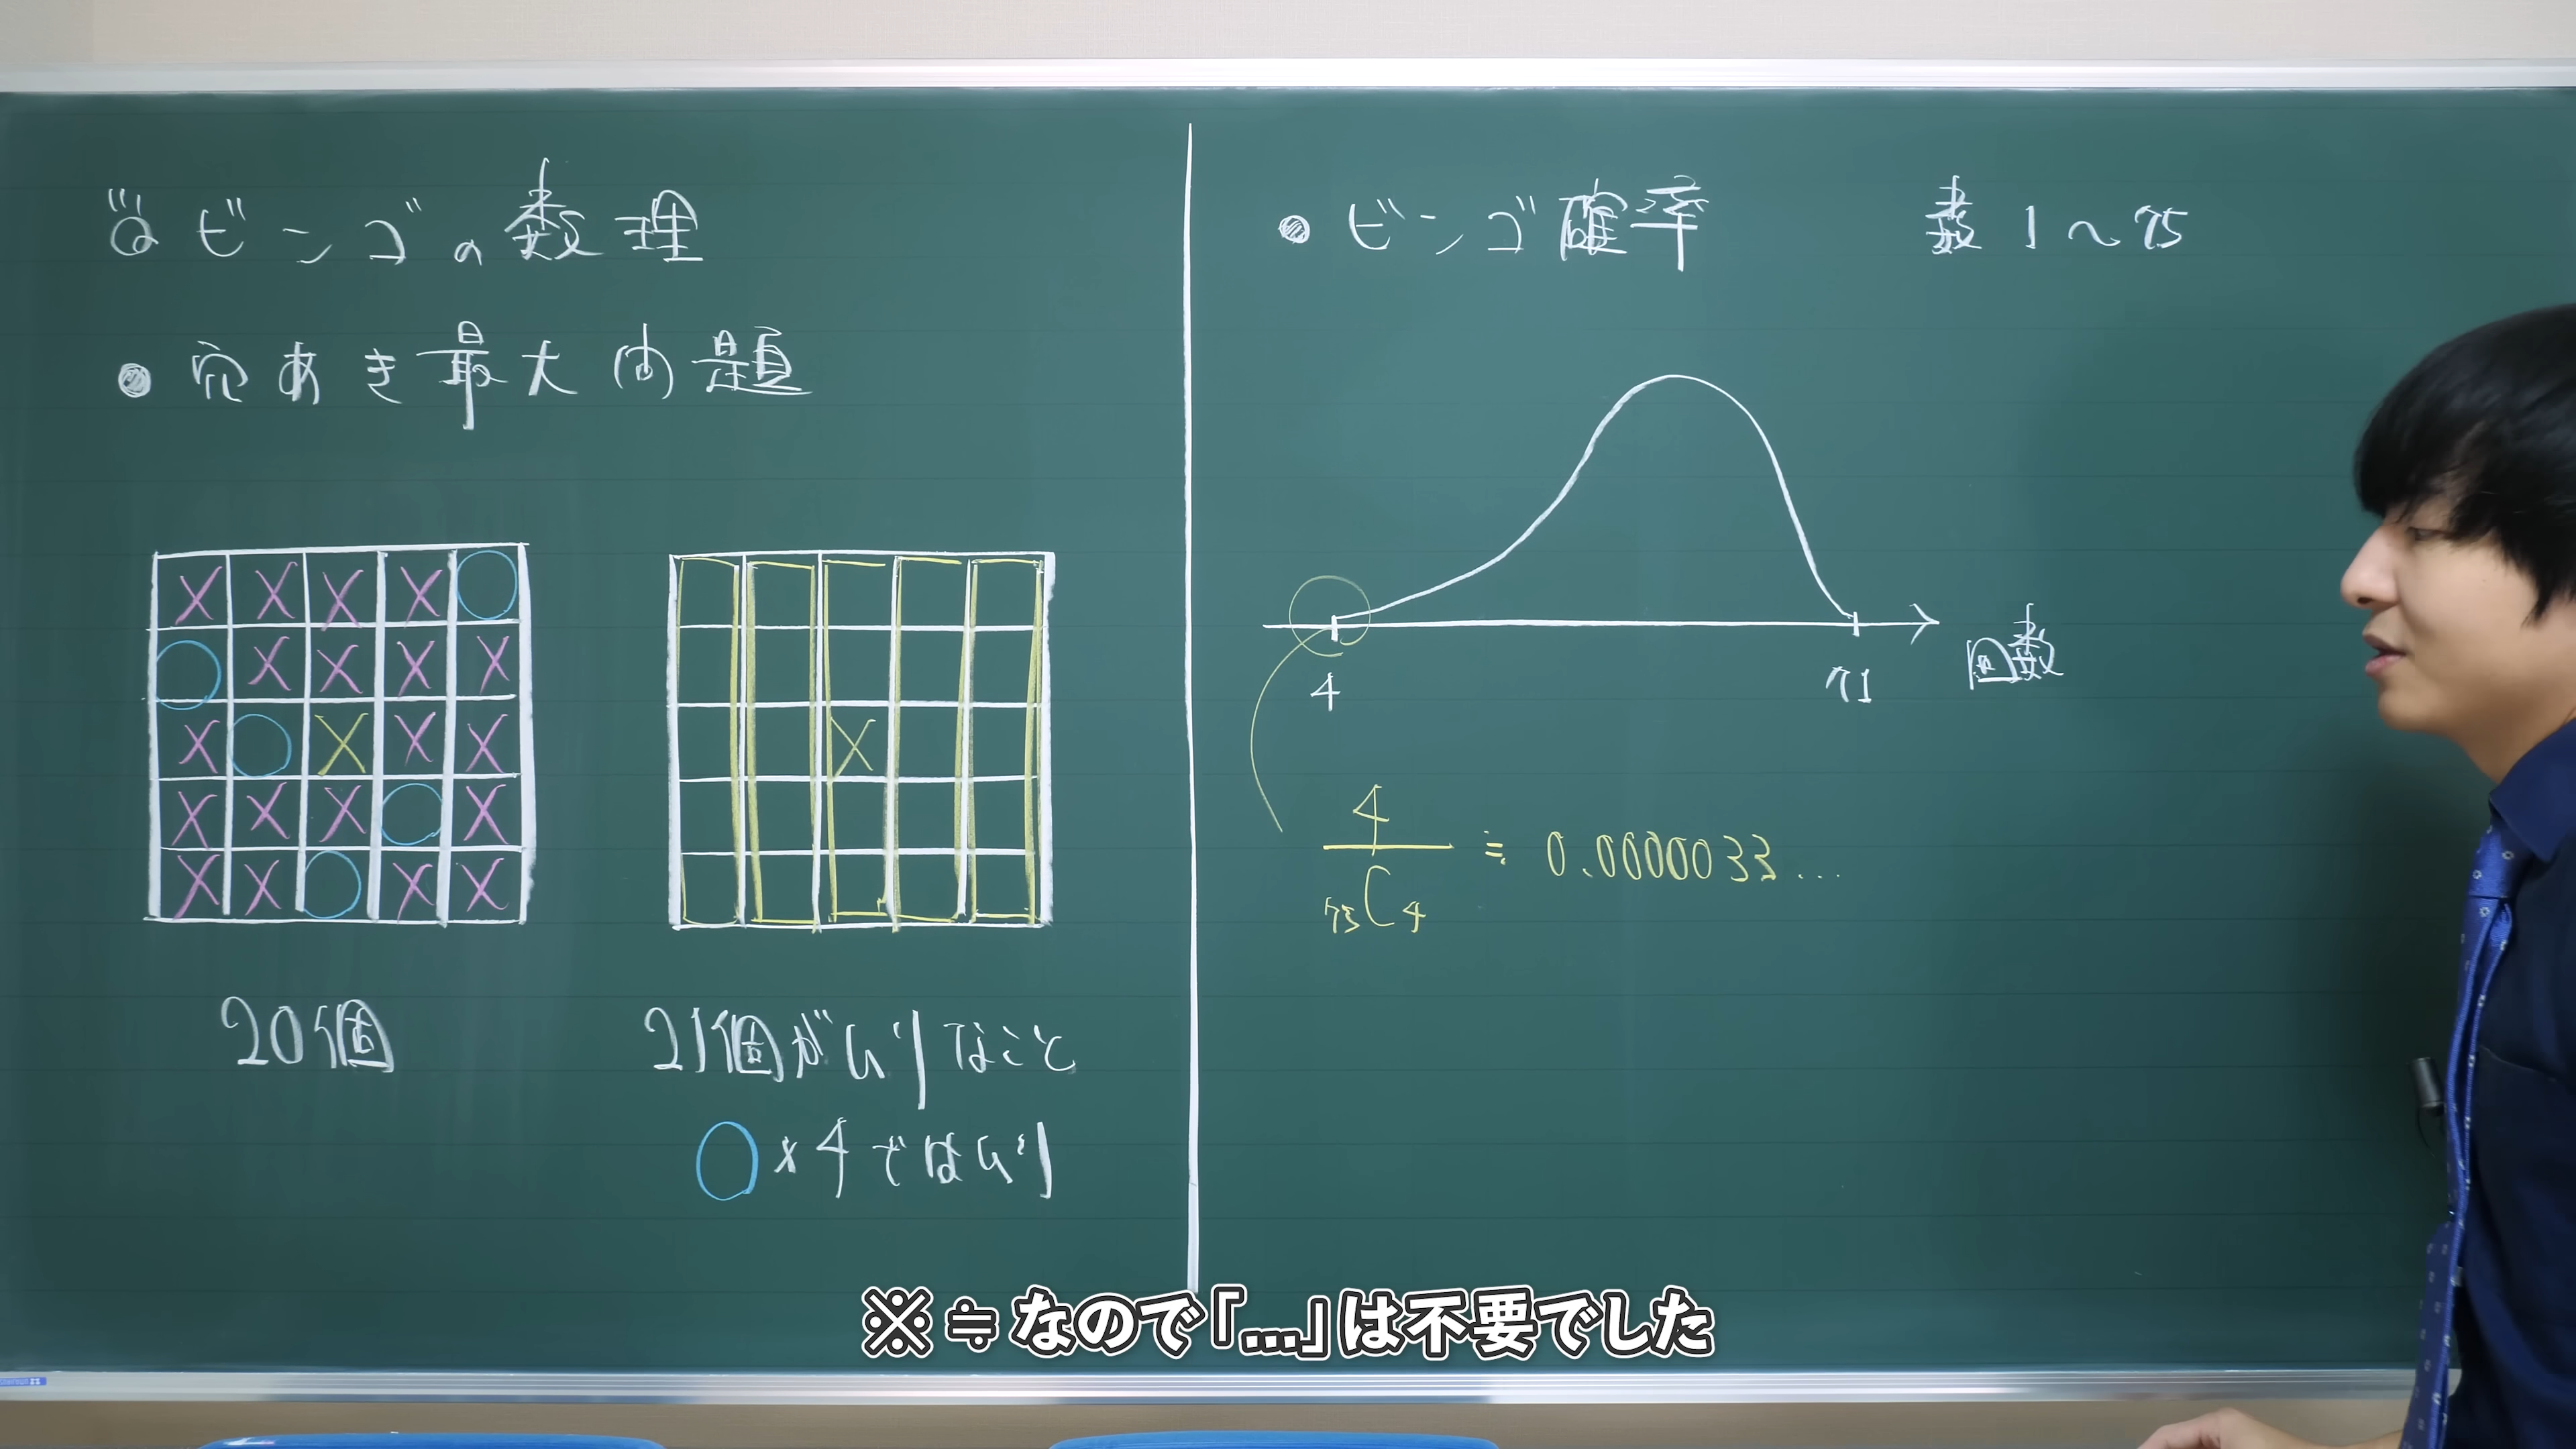 ビンゴの数理
● 穴あき最大問題
× × × × ○
○ × × × ×
× ○ × × ×
× × × ○ ×
× × ○ × ×
20個
×
21個がムリなこと
○×4ではムリ
● ビンゴ確率
数 1〜75
4
71
回数
4/₇₅C₄ ≒ 0.0000033...
※≒なので「...」は不要でした